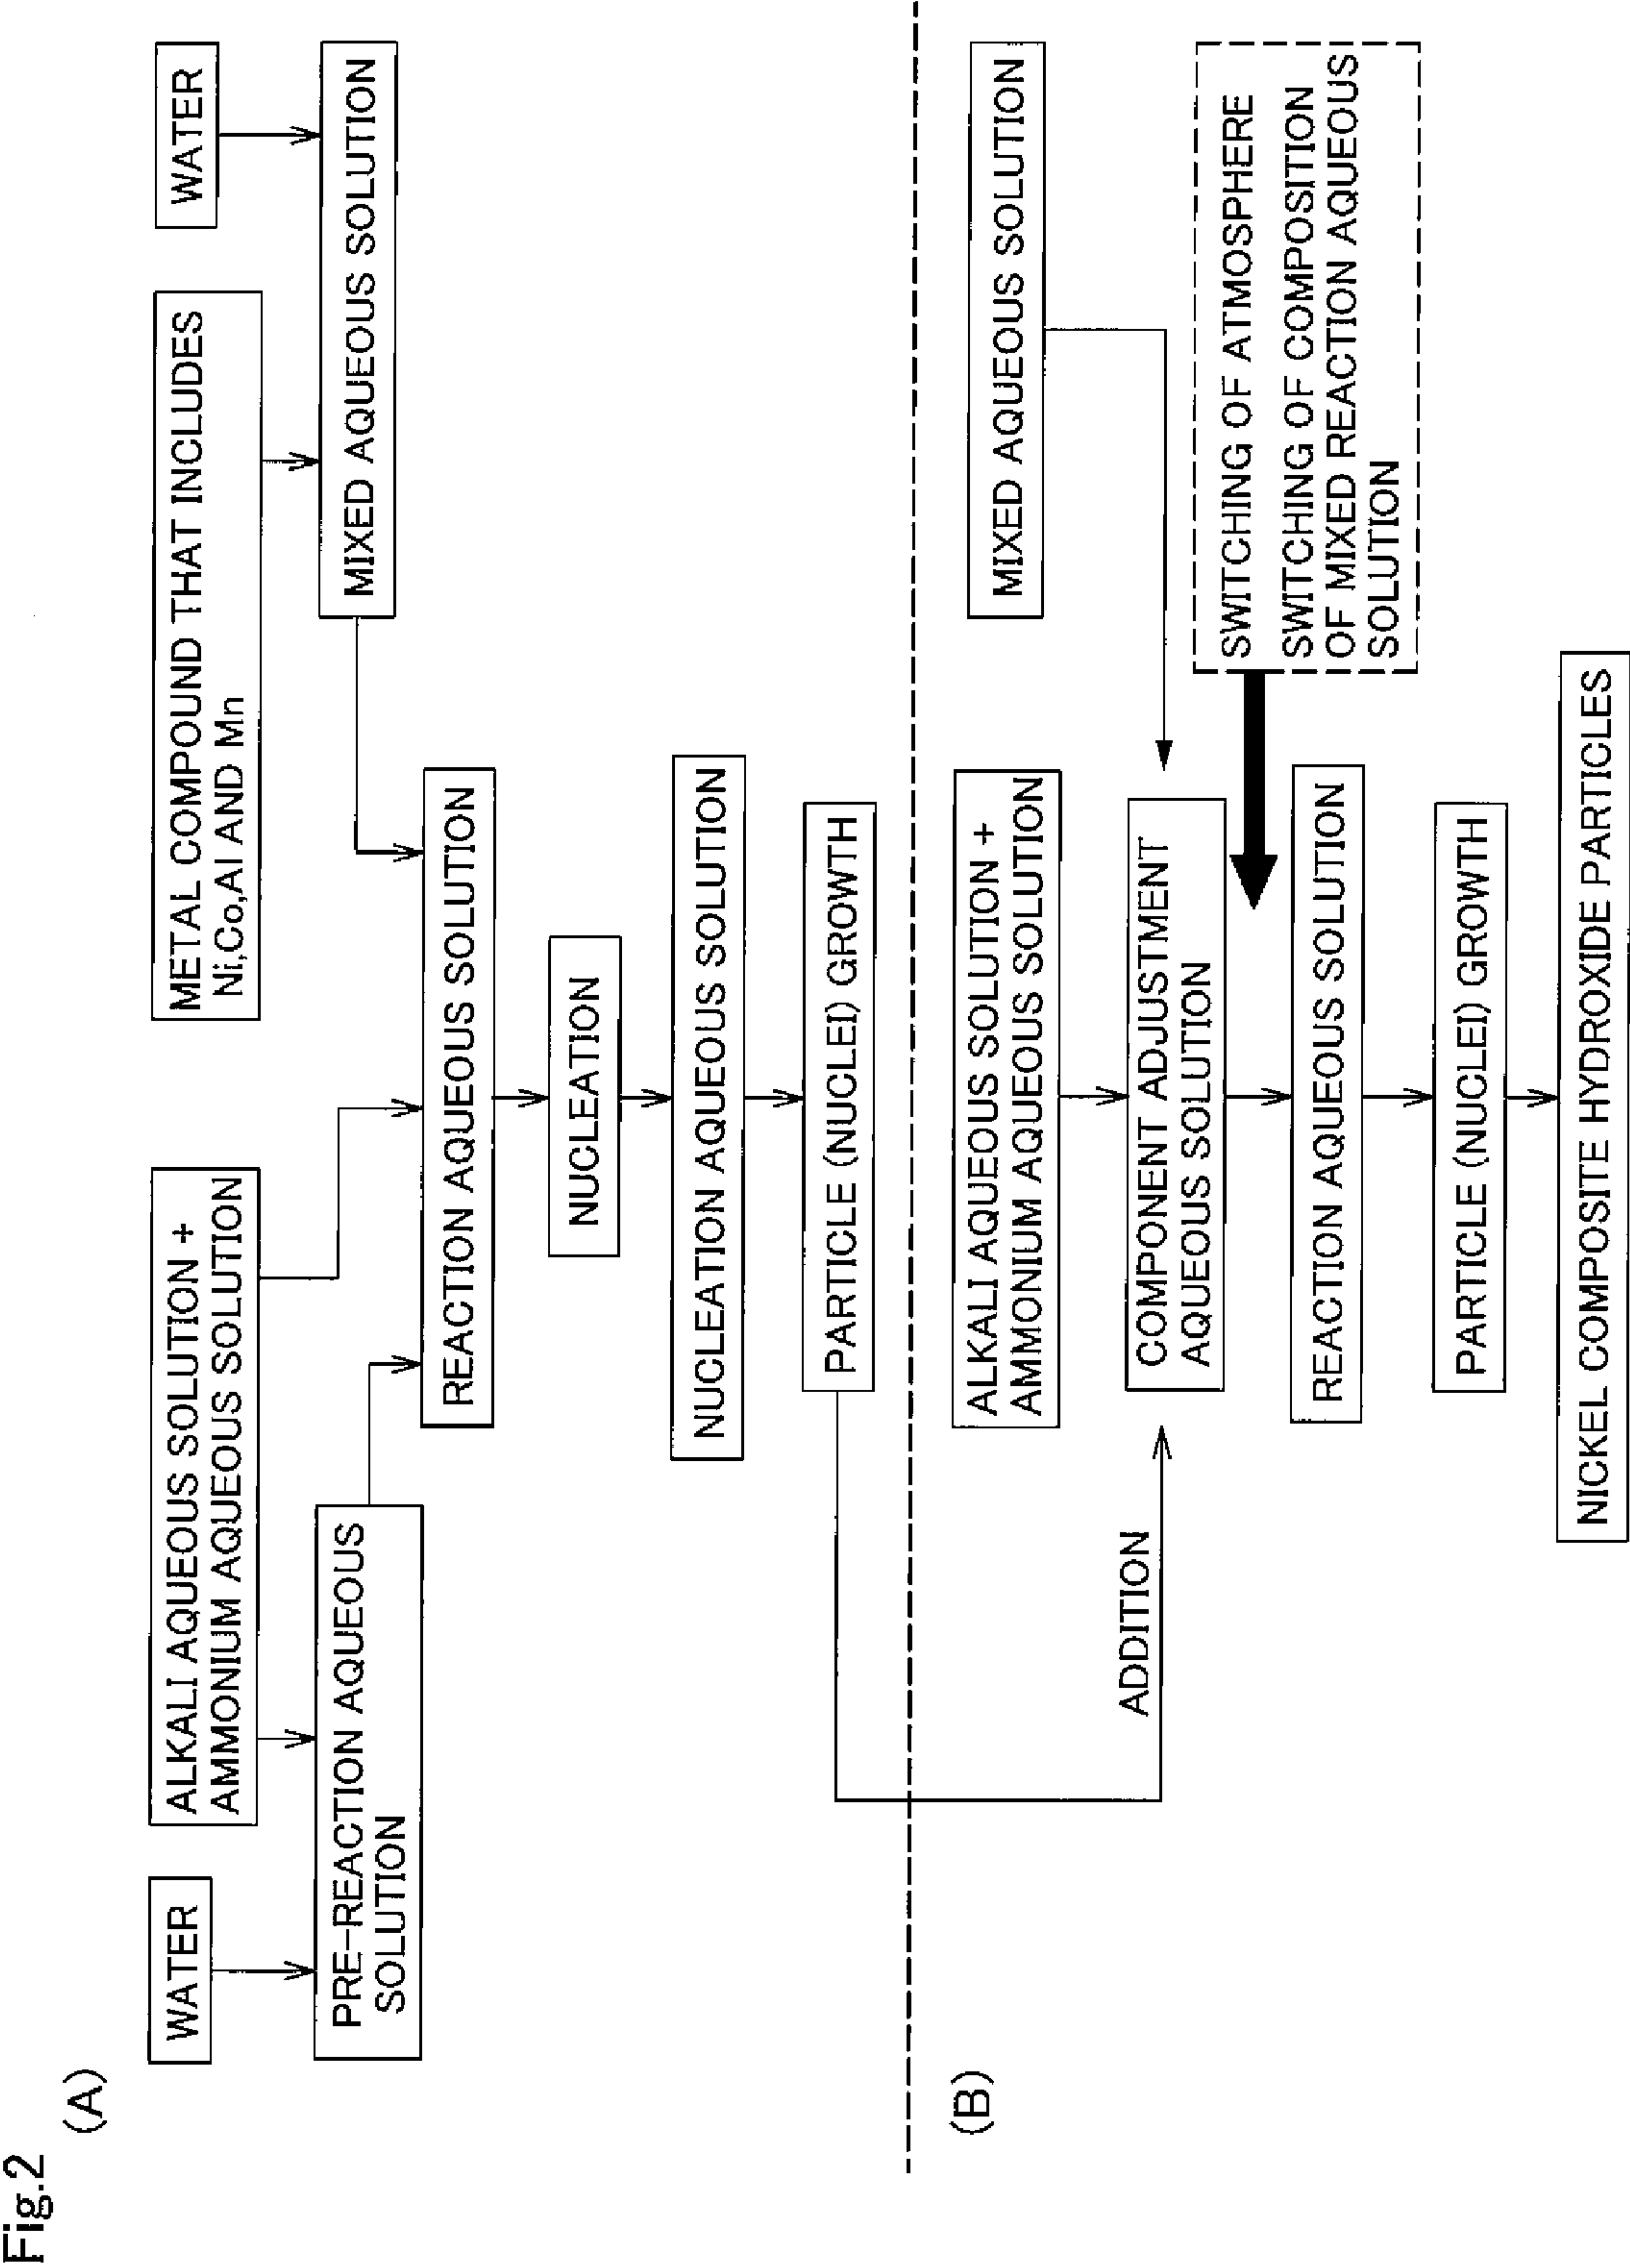 Fig.2
(A)
WATER
ALKALI AQUEOUS SOLUTION +
AMMONIUM AQUEOUS SOLUTION
METAL COMPOUND THAT INCLUDES
Ni,Co,Al AND Mn
WATER
PRE-REACTION AQUEOUS
SOLUTION
MIXED AQUEOUS SOLUTION
REACTION AQUEOUS SOLUTION
NUCLEATION
NUCLEATION AQUEOUS SOLUTION
PARTICLE (NUCLEI) GROWTH
(B)
ALKALI AQUEOUS SOLUTION +
AMMONIUM AQUEOUS SOLUTION
MIXED AQUEOUS SOLUTION
ADDITION
COMPONENT ADJUSTMENT
AQUEOUS SOLUTION
SWITCHING OF ATMOSPHERE
SWITCHING OF COMPOSITION
OF MIXED REACTION AQUEOUS
SOLUTION
REACTION AQUEOUS SOLUTION
PARTICLE (NUCLEI) GROWTH
NICKEL COMPOSITE HYDROXIDE PARTICLES